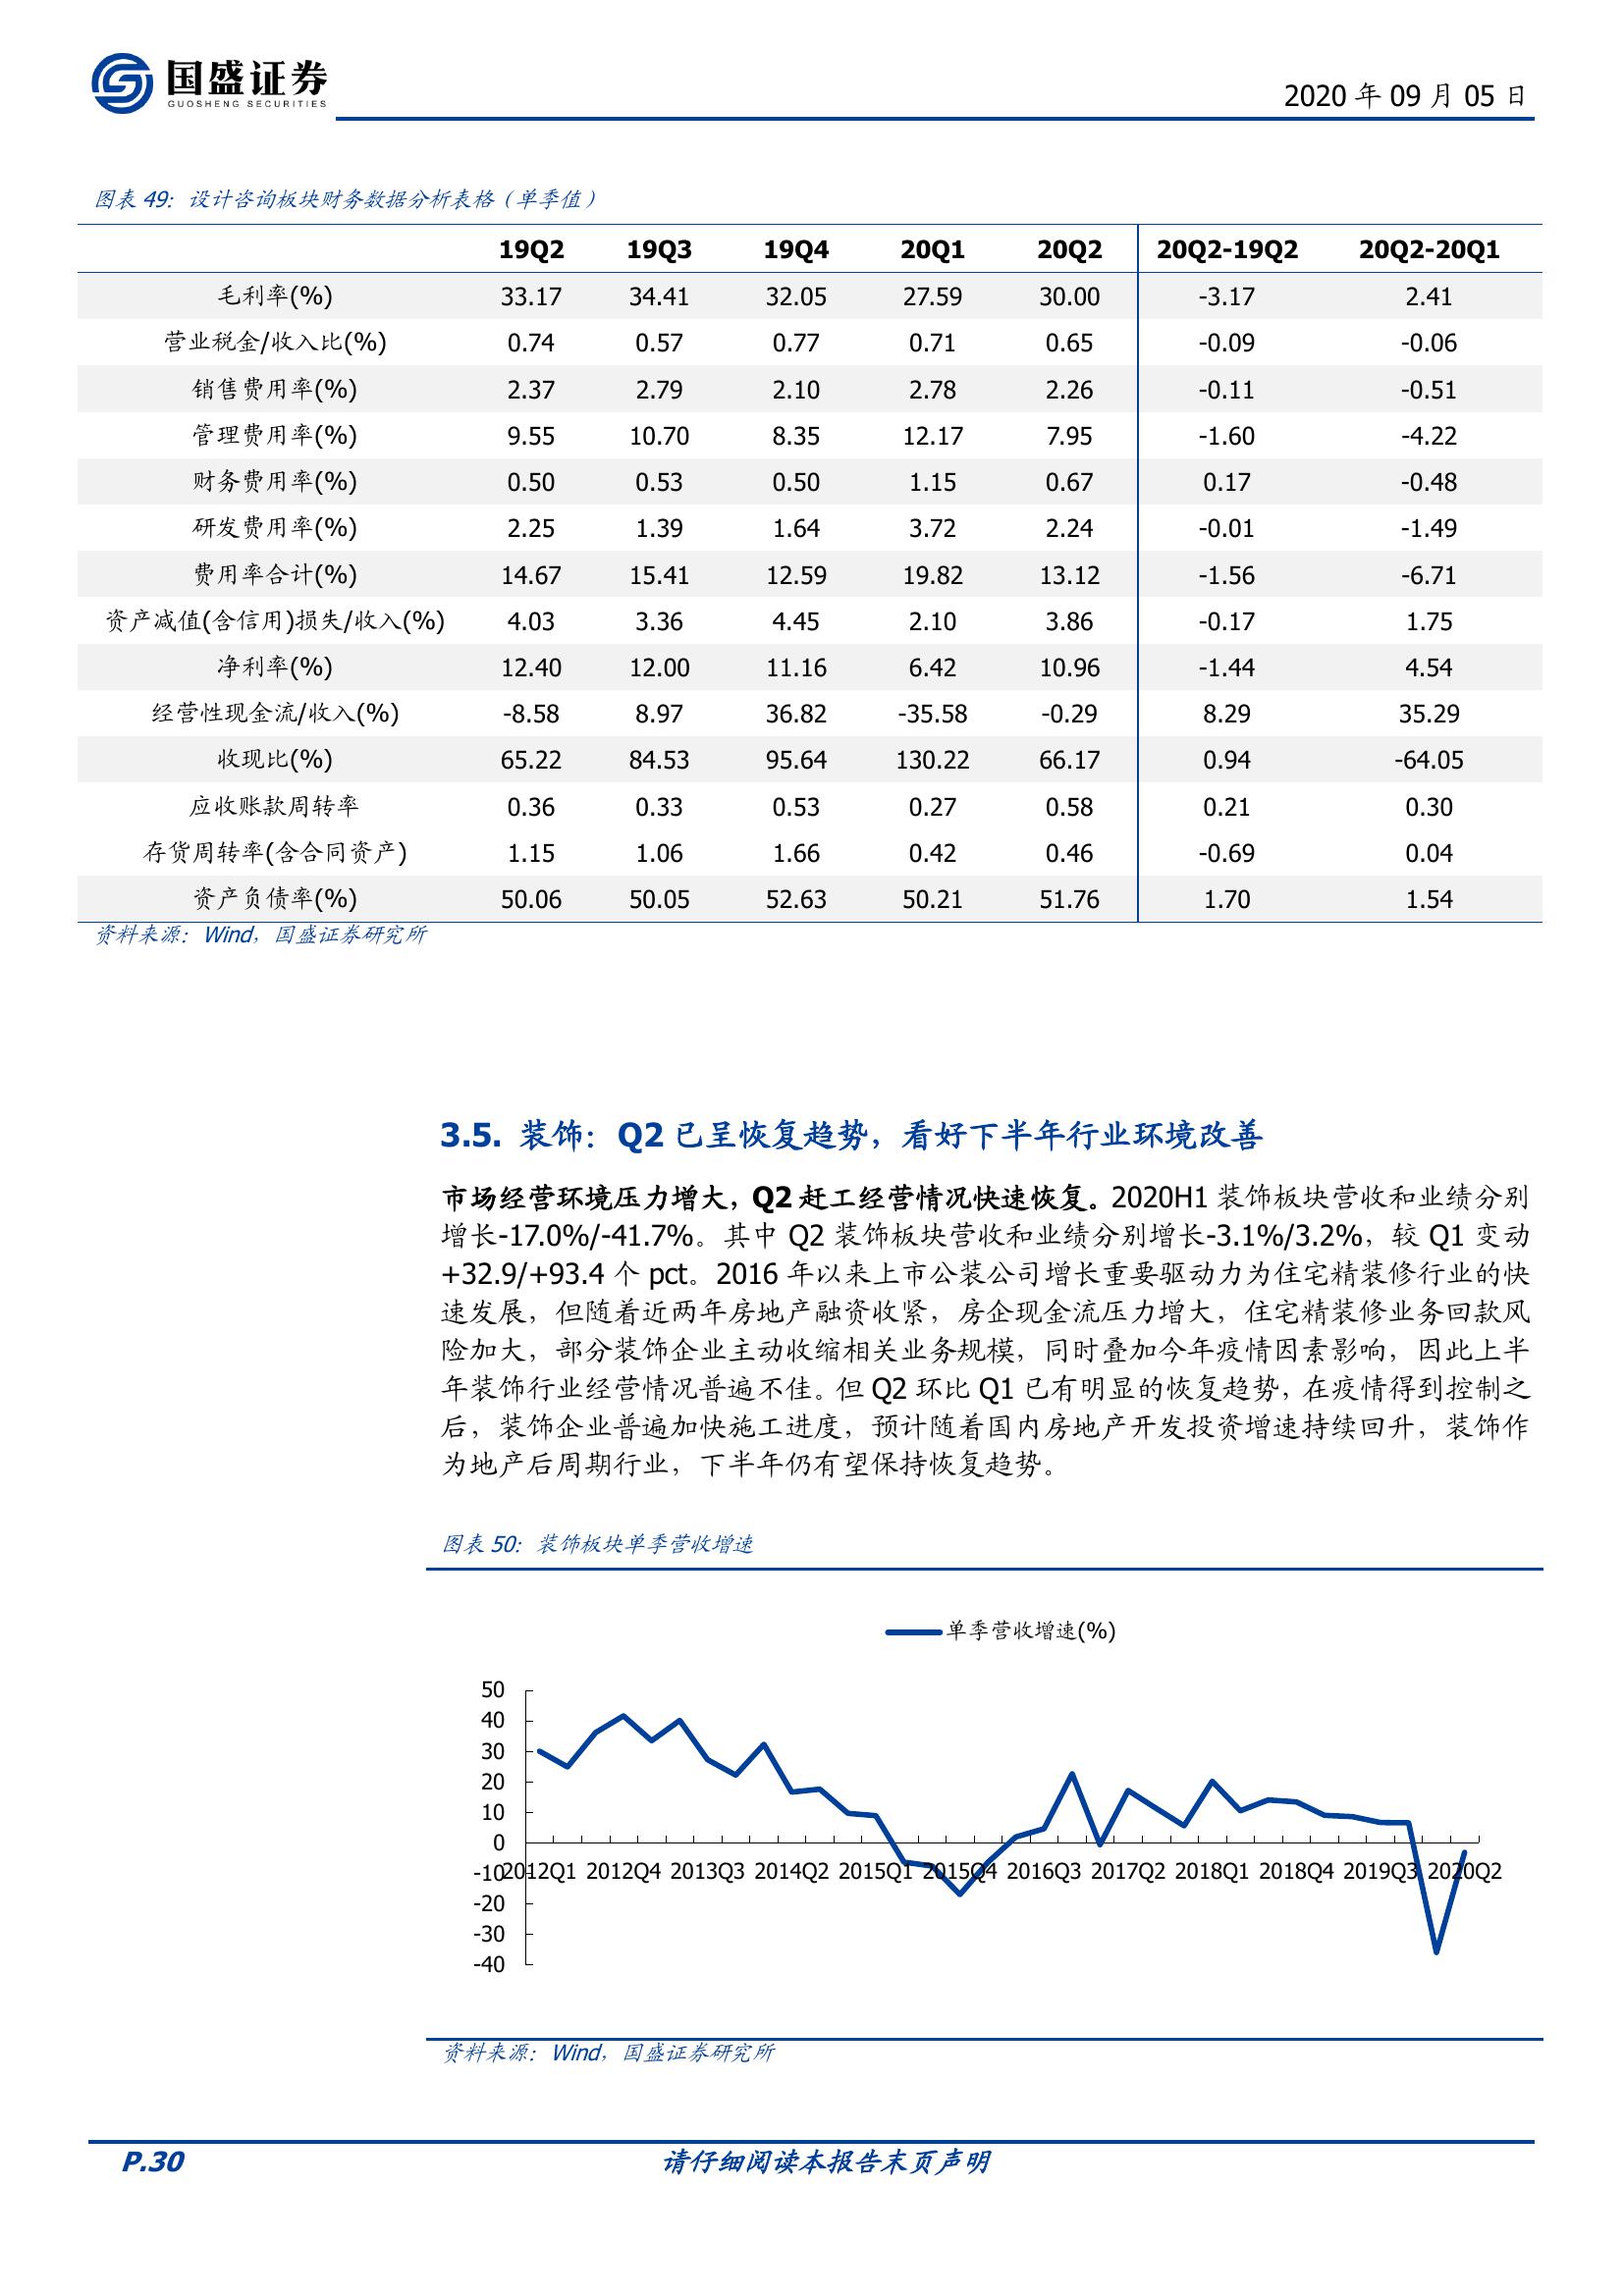 国盛证券
GUOSHENG SECURITIES
2020 年 09 月 05 日
图表 49：设计咨询板块财务数据分析表格（单季值）
19Q2 19Q3 19Q4 20Q1 20Q2 20Q2-19Q2 20Q2-20Q1
毛利率(%) 33.17 34.41 32.05 27.59 30.00 -3.17 2.41
营业税金/收入比(%) 0.74 0.57 0.77 0.71 0.65 -0.09 -0.06
销售费用率(%) 2.37 2.79 2.10 2.78 2.26 -0.11 -0.51
管理费用率(%) 9.55 10.70 8.35 12.17 7.95 -1.60 -4.22
财务费用率(%) 0.50 0.53 0.50 1.15 0.67 0.17 -0.48
研发费用率(%) 2.25 1.39 1.64 3.72 2.24 -0.01 -1.49
费用率合计(%) 14.67 15.41 12.59 19.82 13.12 -1.56 -6.71
资产减值(含信用)损失/收入(%) 4.03 3.36 4.45 2.10 3.86 -0.17 1.75
净利率(%) 12.40 12.00 11.16 6.42 10.96 -1.44 4.54
经营性现金流/收入(%) -8.58 8.97 36.82 -35.58 -0.29 8.29 35.29
收现比(%) 65.22 84.53 95.64 130.22 66.17 0.94 -64.05
应收账款周转率 0.36 0.33 0.53 0.27 0.58 0.21 0.30
存货周转率(含合同资产) 1.15 1.06 1.66 0.42 0.46 -0.69 0.04
资产负债率(%) 50.06 50.05 52.63 50.21 51.76 1.70 1.54
资料来源：Wind，国盛证券研究所
3.5. 装饰：Q2 已呈恢复趋势，看好下半年行业环境改善
市场经营环境压力增大，Q2 赶工经营情况快速恢复。2020H1 装饰板块营收和业绩分别
增长-17.0%/-41.7%。其中 Q2 装饰板块营收和业绩分别增长-3.1%/3.2%，较 Q1 变动
+32.9/+93.4 个 pct。2016 年以来上市公装公司增长重要驱动力为住宅精装修行业的快
速发展，但随着近两年房地产融资收紧，房企现金流压力增大，住宅精装修业务回款风
险加大，部分装饰企业主动收缩相关业务规模，同时叠加今年疫情因素影响，因此上半
年装饰行业经营情况普遍不佳。但 Q2 环比 Q1 已有明显的恢复趋势，在疫情得到控制之
后，装饰企业普遍加快施工进度，预计随着国内房地产开发投资增速持续回升，装饰作
为地产后周期行业，下半年仍有望保持恢复趋势。
图表 50：装饰板块单季营收增速
单季营收增速(%)
50
40
30
20
10
0
-10
-20
-30
-40
2012Q1 2012Q4 2013Q3 2014Q2 2015Q1 2015Q4 2016Q3 2017Q2 2018Q1 2018Q4 2019Q3 2020Q2
资料来源：Wind，国盛证券研究所
P.30 请仔细阅读本报告末页声明